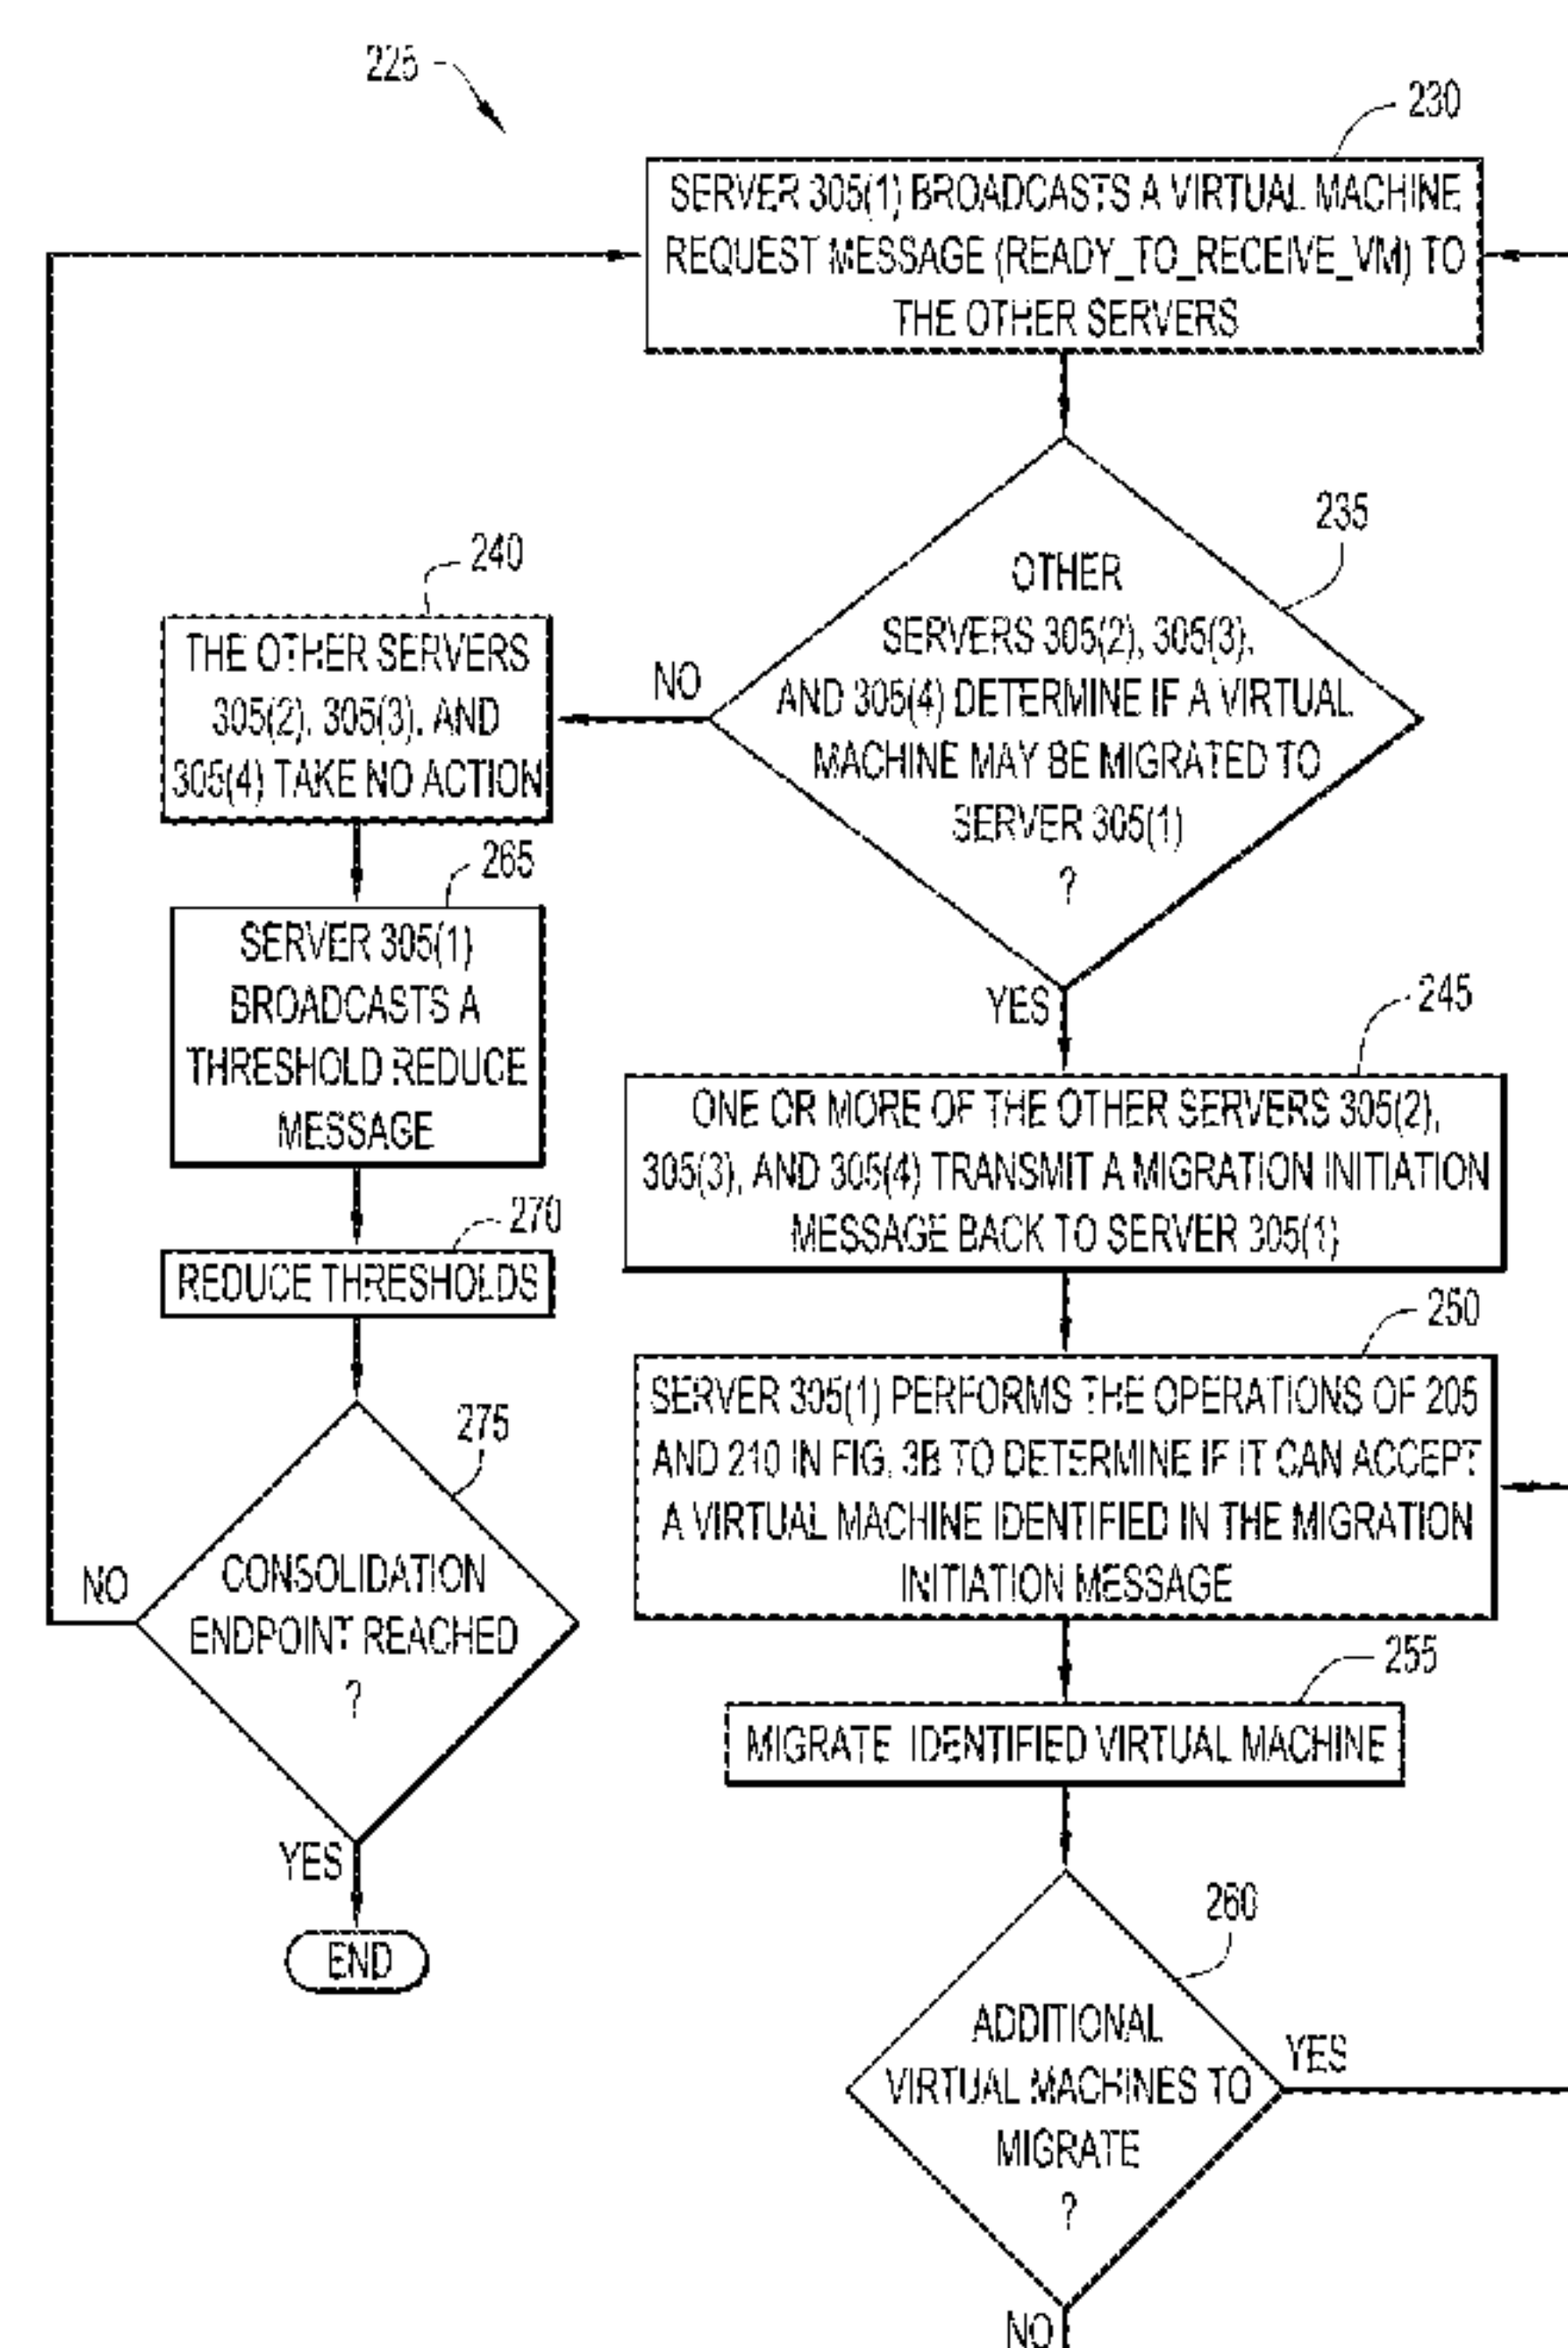 225
230
SERVER 305(1) BROADCASTS A VIRTUAL MACHINE
REQUEST MESSAGE (READY_TO_RECEIVE_VM) TO
THE OTHER SERVERS
235
OTHER
SERVERS 305(2), 305(3),
AND 305(4) DETERMINE IF A VIRTUAL
MACHINE MAY BE MIGRATED TO
SERVER 305(1)
?
NO
240
THE OTHER SERVERS
305(2), 305(3), AND
305(4) TAKE NO ACTION
265
SERVER 305(1)
BROADCASTS A
THRESHOLD REDUCE
MESSAGE
270
REDUCE THRESHOLDS
275
CONSOLIDATION
ENDPOINT REACHED
?
NO
YES
END
YES
245
ONE OR MORE OF THE OTHER SERVERS 305(2),
305(3), AND 305(4) TRANSMIT A MIGRATION INITIATION
MESSAGE BACK TO SERVER 305(1)
250
SERVER 305(1) PERFORMS THE OPERATIONS OF 205
AND 210 IN FIG. 3B TO DETERMINE IF IT CAN ACCEPT
A VIRTUAL MACHINE IDENTIFIED IN THE MIGRATION
INITIATION MESSAGE
255
MIGRATE IDENTIFIED VIRTUAL MACHINE
260
ADDITIONAL
VIRTUAL MACHINES TO
MIGRATE
?
YES
NO